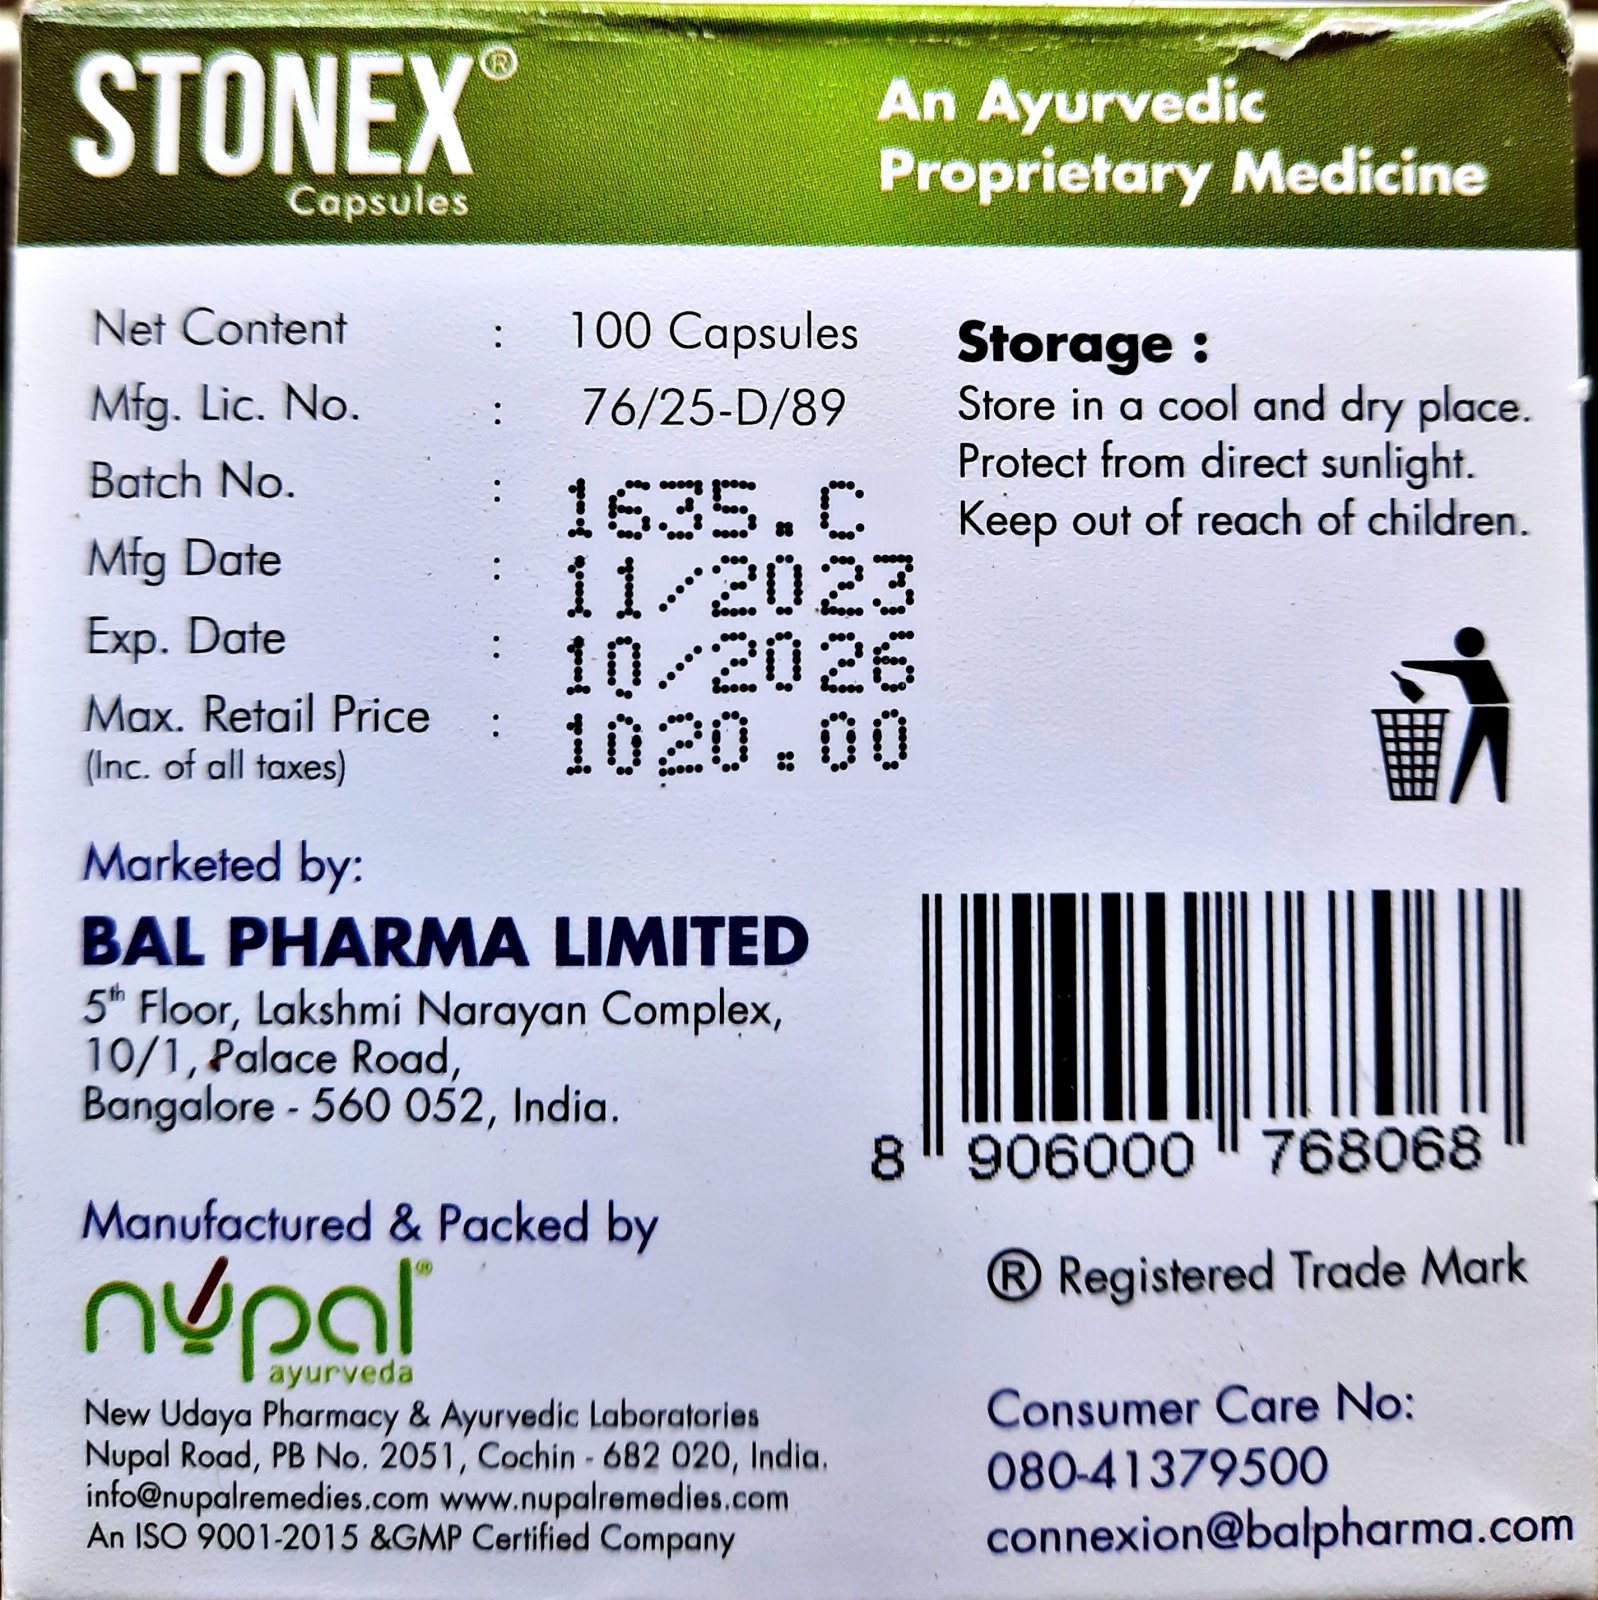 STONEX®
Capsules
An Ayurvedic
Proprietary Medicine
Net Content : 100 Capsules
Mfg. Lic. No. : 76/25-D/89
Batch No. : 1635.C
Mfg Date : 11/2023
Exp. Date : 10/2026
Max. Retail Price : 1020.00
(Inc. of all taxes)
Storage :
Store in a cool and dry place.
Protect from direct sunlight.
Keep out of reach of children.
Marketed by:
BAL PHARMA LIMITED
5th Floor, Lakshmi Narayan Complex,
10/1, Palace Road,
Bangalore - 560 052, India.
8 906000 768068
Manufactured & Packed by
nupal®
ayurveda
New Udaya Pharmacy & Ayurvedic Laboratories
Nupal Road, PB No. 2051, Cochin - 682 020, India.
info@nupalremedies.com www.nupalremedies.com
An ISO 9001-2015 &GMP Certified Company
® Registered Trade Mark
Consumer Care No:
080-41379500
connexion@balpharma.com